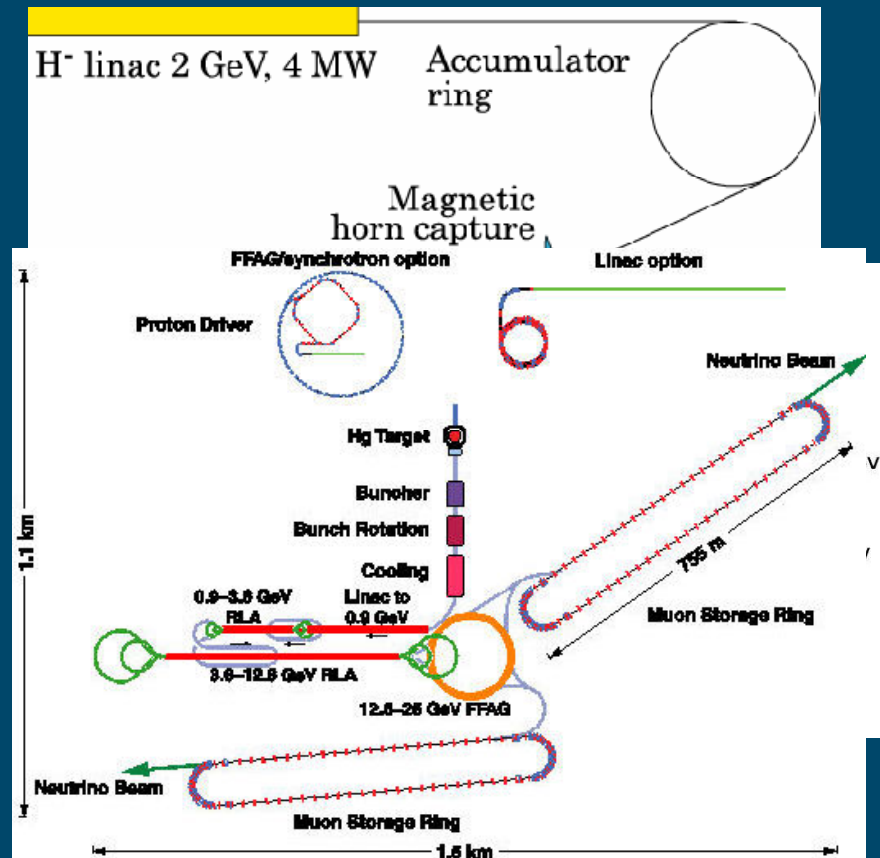 H⁻ linac 2 GeV, 4 MW
Accumulator
ring
Magnetic
horn capture
FFAG/synchrotron option
Linac option
Proton Driver
Neutrino Beam
Hg Target
Buncher
Bunch Rotation
Cooling
1.1 km
755 m
0.9–3.6 GeV
RLA
Linac to
0.9 GeV
Muon Storage Ring
3.6–12.6 GeV RLA
12.6–25 GeV FFAG
Neutrino Beam
Muon Storage Ring
1.5 km